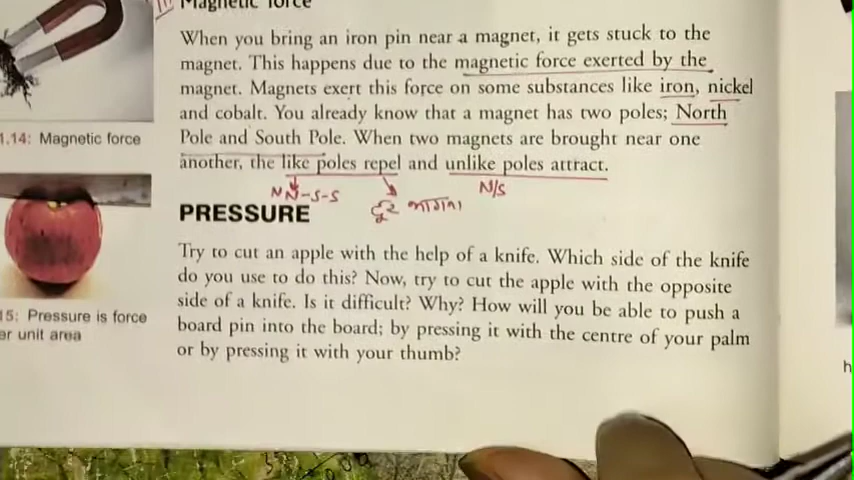 Magnetic force
When you bring an iron pin near a magnet, it gets stuck to the
magnet. This happens due to the magnetic force exerted by the
magnet. Magnets exert this force on some substances like iron, nickel
and cobalt. You already know that a magnet has two poles; North
Pole and South Pole. When two magnets are brought near one
another, the like poles repel and unlike poles attract.
N N-S-S
N/S
PRESSURE
Try to cut an apple with the help of a knife. Which side of the knife
do you use to do this? Now, try to cut the apple with the opposite
side of a knife. Is it difficult? Why? How will you be able to push a
board pin into the board; by pressing it with the centre of your palm
or by pressing it with your thumb?
1.14: Magnetic force
15: Pressure is force
er unit area
h